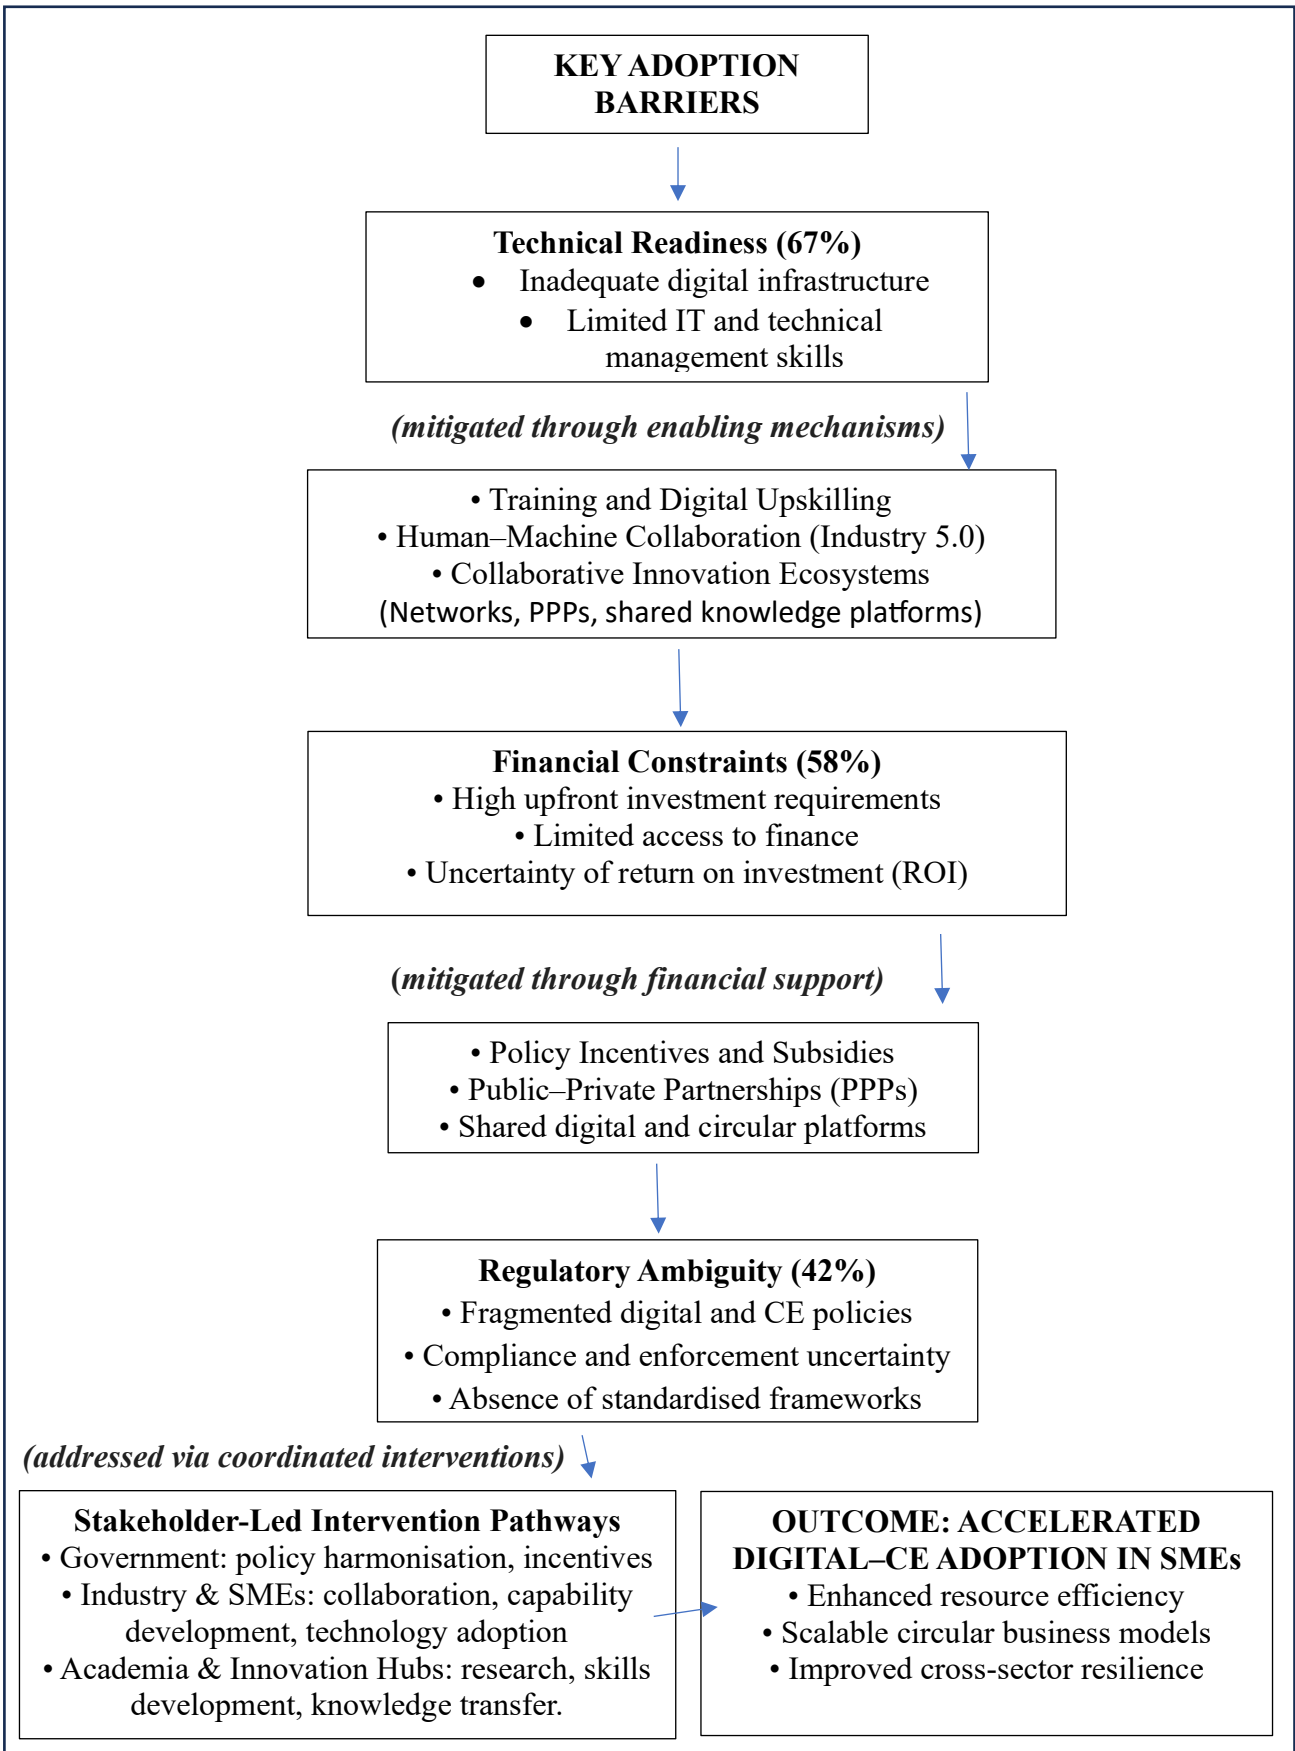 KEY ADOPTION
BARRIERS
Technical Readiness (67%)
• Inadequate digital infrastructure
• Limited IT and technical
management skills
(mitigated through enabling mechanisms)
• Training and Digital Upskilling
• Human–Machine Collaboration (Industry 5.0)
• Collaborative Innovation Ecosystems
(Networks, PPPs, shared knowledge platforms)
Financial Constraints (58%)
• High upfront investment requirements
• Limited access to finance
• Uncertainty of return on investment (ROI)
(mitigated through financial support)
• Policy Incentives and Subsidies
• Public–Private Partnerships (PPPs)
• Shared digital and circular platforms
Regulatory Ambiguity (42%)
• Fragmented digital and CE policies
• Compliance and enforcement uncertainty
• Absence of standardised frameworks
(addressed via coordinated interventions)
Stakeholder-Led Intervention Pathways
• Government: policy harmonisation, incentives
• Industry & SMEs: collaboration, capability
development, technology adoption
• Academia & Innovation Hubs: research, skills
development, knowledge transfer.
OUTCOME: ACCELERATED
DIGITAL–CE ADOPTION IN SMEs
• Enhanced resource efficiency
• Scalable circular business models
• Improved cross-sector resilience